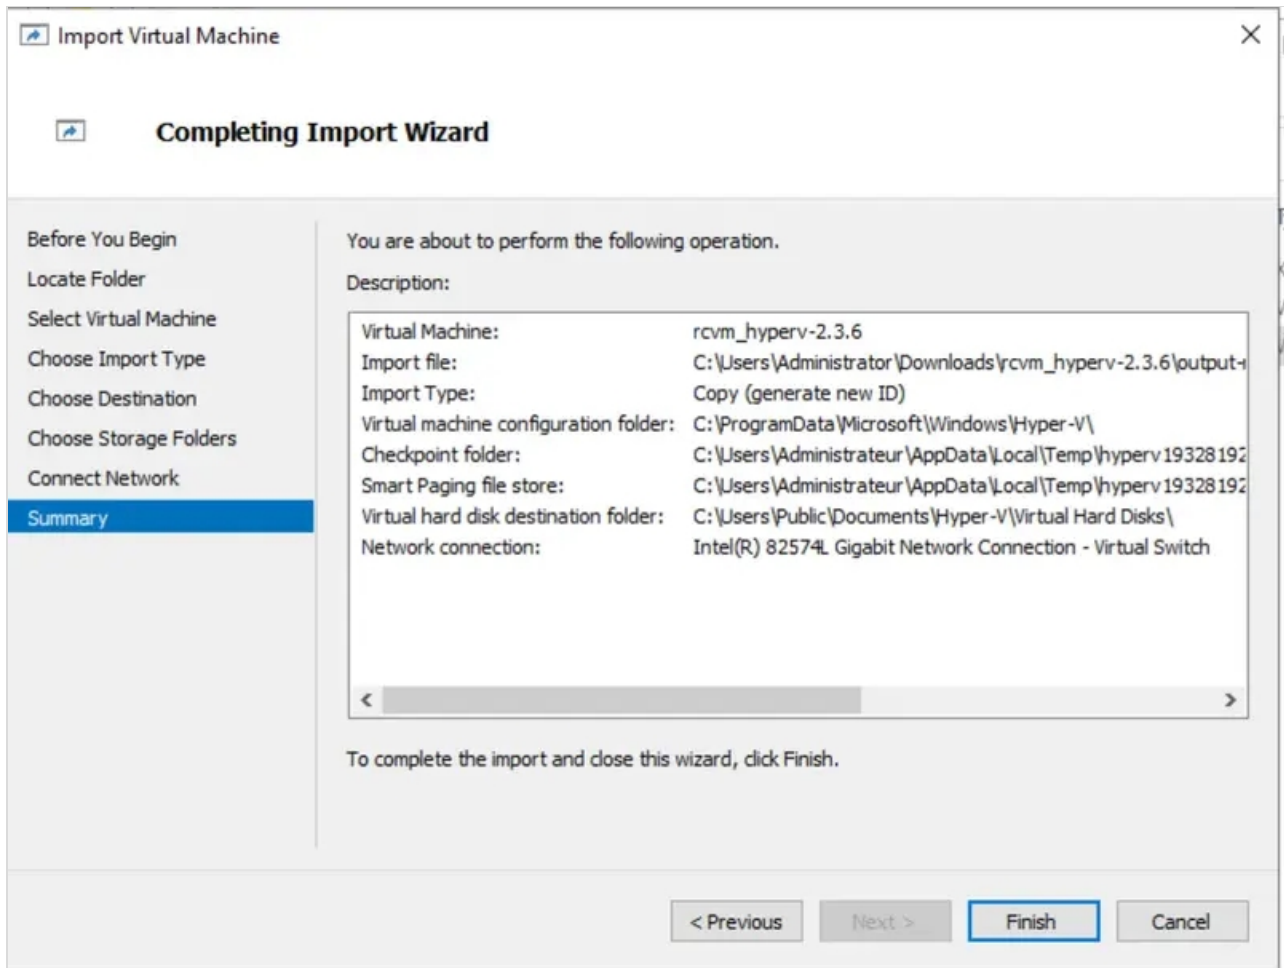 Import Virtual Machine
Completing Import Wizard
Before You Begin
Locate Folder
Select Virtual Machine
Choose Import Type
Choose Destination
Choose Storage Folders
Connect Network
Summary
You are about to perform the following operation.
Description:
Virtual Machine: rcvm_hyperv-2.3.6
Import file: C:\Users\Administrator\Downloads\rcvm_hyperv-2.3.6\output-
Import Type: Copy (generate new ID)
Virtual machine configuration folder: C:\ProgramData\Microsoft\Windows\Hyper-V\
Checkpoint folder: C:\Users\Administrateur\AppData\Local\Temp\hyperv19328192
Smart Paging file store: C:\Users\Administrateur\AppData\Local\Temp\hyperv19328192
Virtual hard disk destination folder: C:\Users\Public\Documents\Hyper-V\Virtual Hard Disks\
Network connection: Intel(R) 82574L Gigabit Network Connection - Virtual Switch
To complete the import and close this wizard, click Finish.
< Previous Next > Finish Cancel